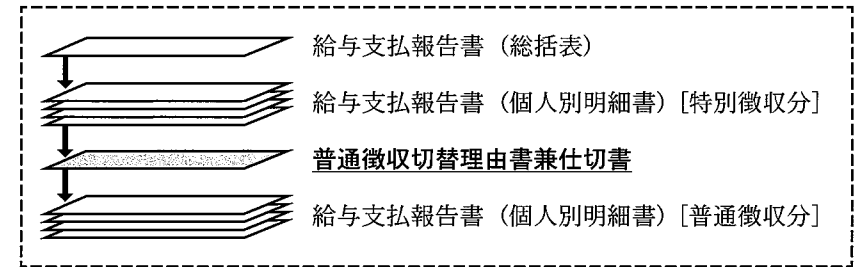 給与支払報告書（総括表）
給与支払報告書（個人別明細書）［特別徴収分］
普通徴収切替理由書兼仕切書
給与支払報告書（個人別明細書）［普通徴収分］